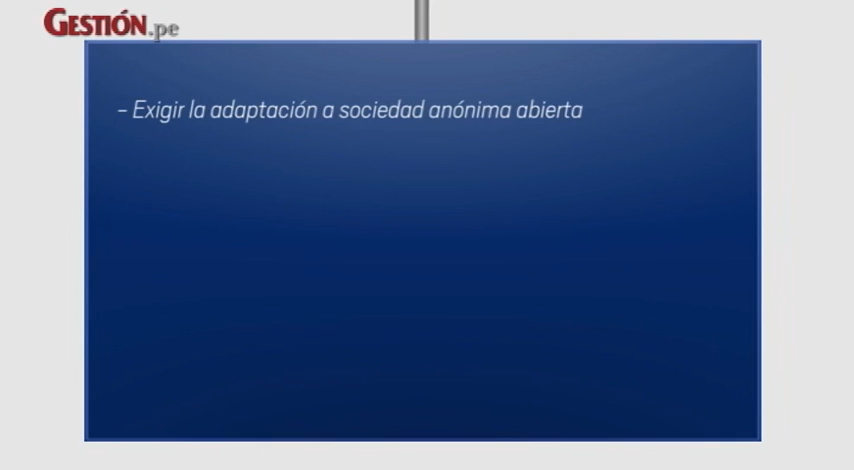 GESTIÓN.pe
– Exigir la adaptación a sociedad anónima abierta